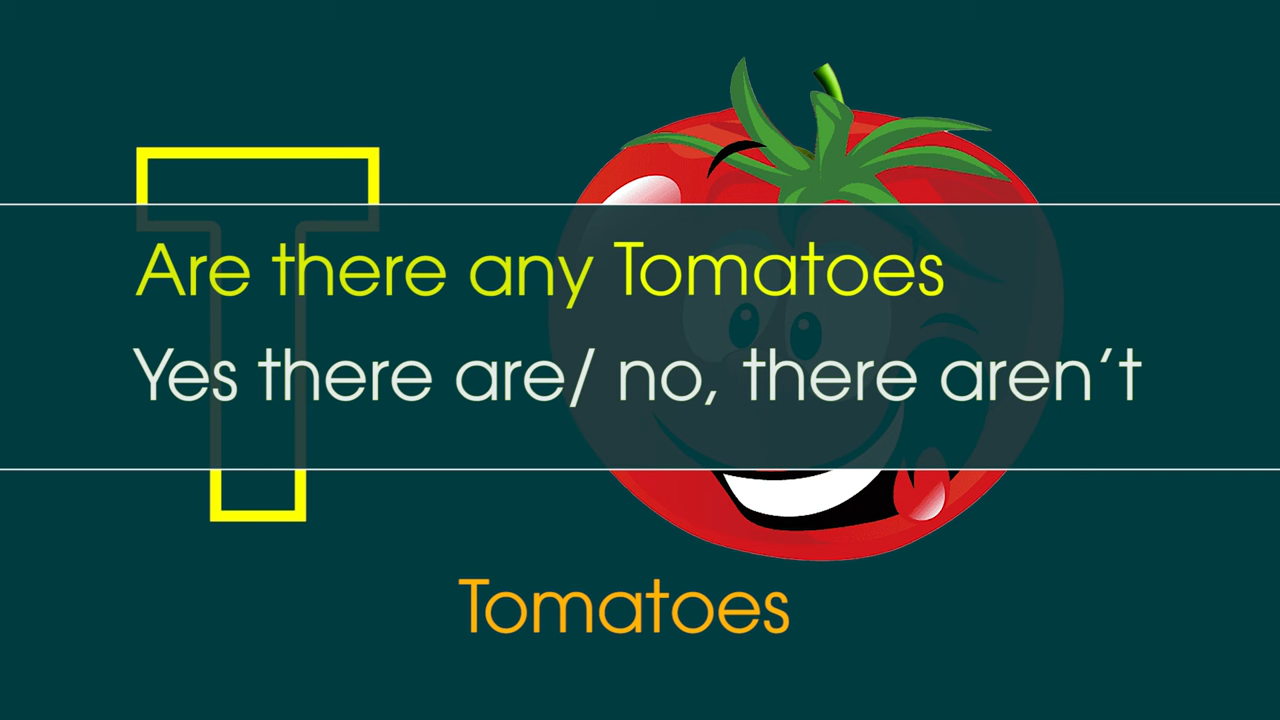 T
Are there any Tomatoes
Yes there are/ no, there aren't
Tomatoes